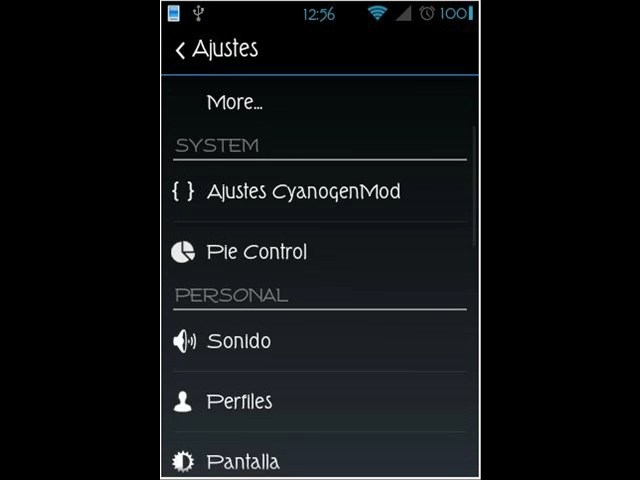 12:56
100
Ajustes
More...
SYSTEM
{ } Ajustes CyanogenMod
Pie Control
PERSONAL
Sonido
Perfiles
Pantalla